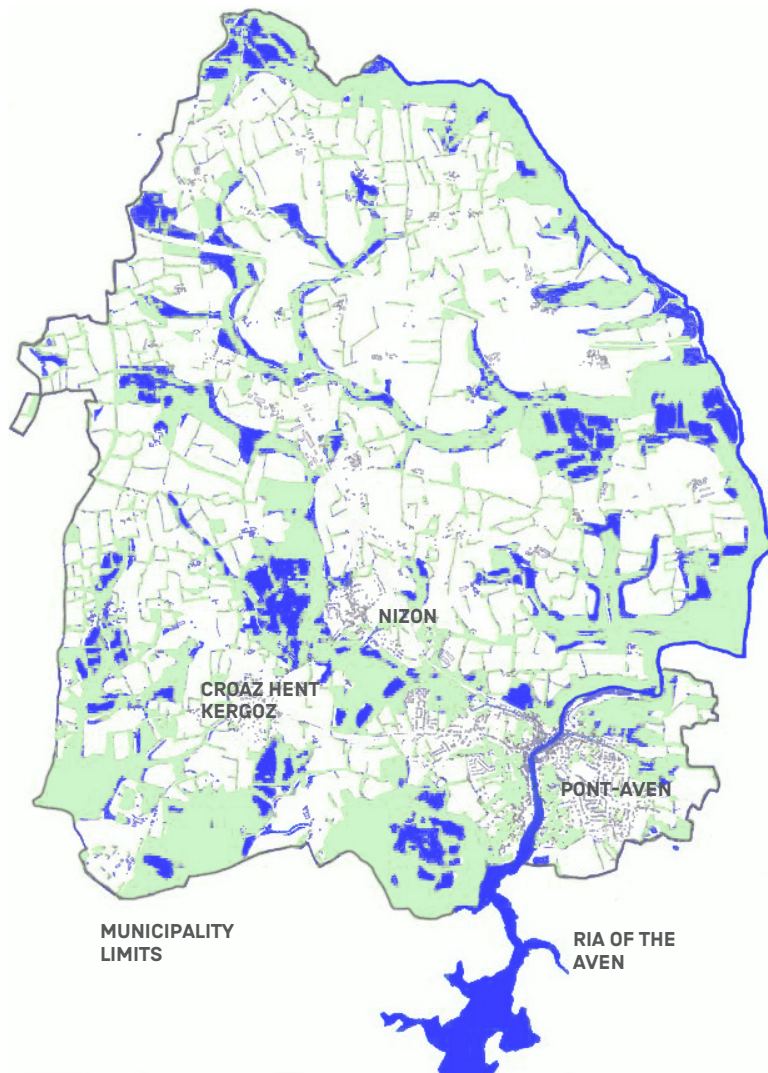 NIZON
CROAZ HENT
KERGOZ
PONT-AVEN
MUNICIPALITY
LIMITS
RIA OF THE
AVEN